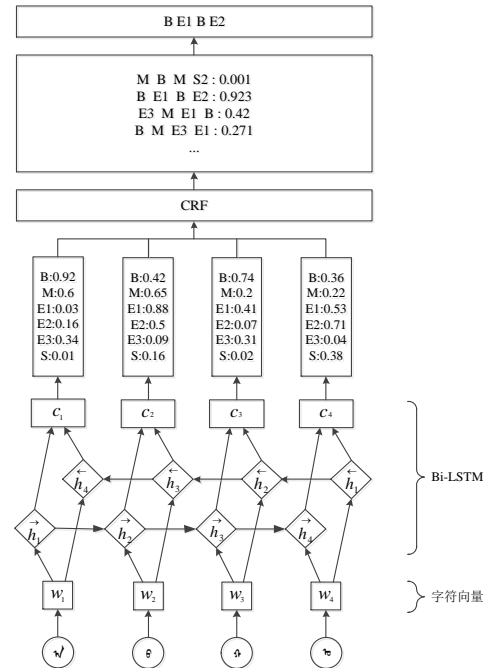 B E1 B E2
M B M S2 : 0.001
B E1 B E2 : 0.923
E3 M E1 B : 0.42
B M E3 E1 : 0.271
...
CRF
B:0.92
M:0.6
E1:0.03
E2:0.16
E3:0.34
S:0.01
B:0.42
M:0.65
E1:0.88
E2:0.5
E3:0.09
S:0.16
B:0.74
M:0.2
E1:0.41
E2:0.07
E3:0.31
S:0.02
B:0.36
M:0.22
E1:0.53
E2:0.71
E3:0.04
S:0.38
c₁ c₂ c₃ c₄
Bi-LSTM
←h₄ ←h₃ ←h₂ ←h₁
→h₁ →h₂ →h₃ →h₄
w₁ w₂ w₃ w₄
字符向量